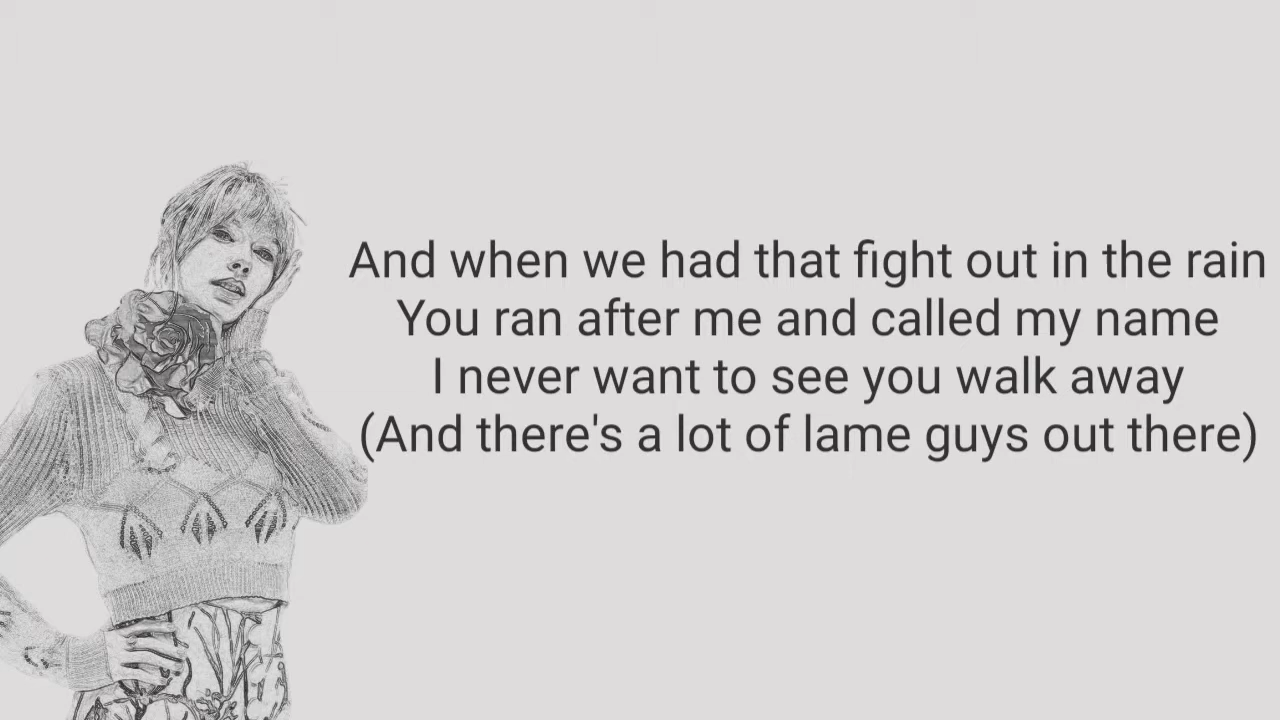 And when we had that fight out in the rain
You ran after me and called my name
I never want to see you walk away
(And there's a lot of lame guys out there)